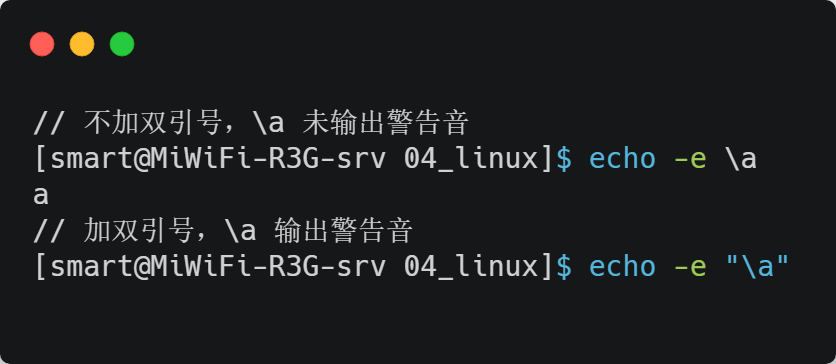 // 不加双引号，\a 未输出警告音
[smart@MiWiFi-R3G-srv 04_linux]$ echo -e \a
a
// 加双引号，\a 输出警告音
[smart@MiWiFi-R3G-srv 04_linux]$ echo -e "\a"